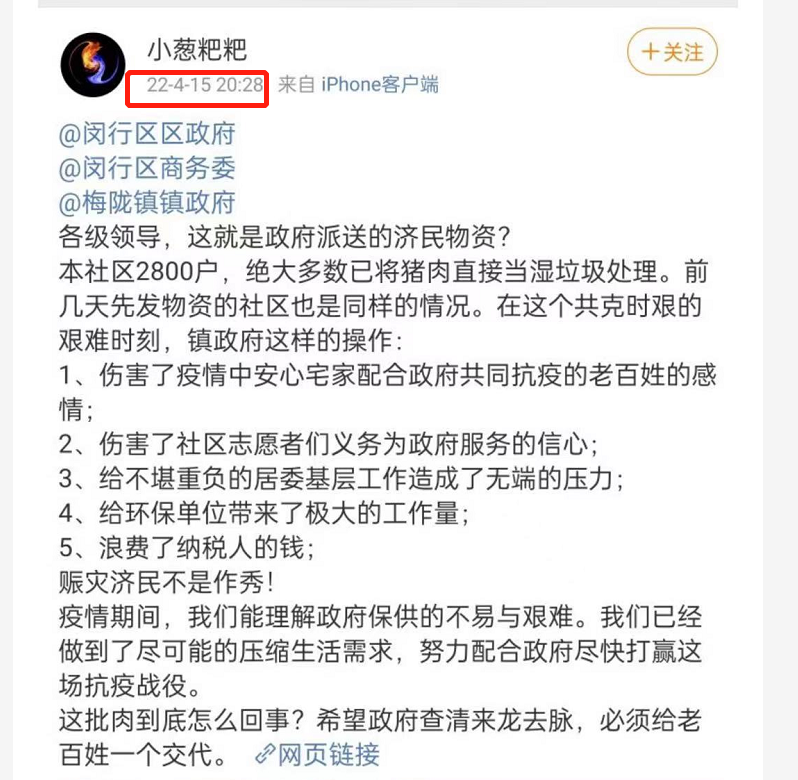 小葱粑粑
＋关注
22-4-15 20:28 来自 iPhone客户端
@闵行区区政府
@闵行区商务委
@梅陇镇镇政府
各级领导，这就是政府派送的济民物资？
本社区2800户，绝大多数已将猪肉直接当湿垃圾处理。前
几天先发物资的社区也是同样的情况。在这个共克时艰的
艰难时刻，镇政府这样的操作：
1、伤害了疫情中安心宅家配合政府共同抗疫的老百姓的感
情；
2、伤害了社区志愿者们义务为政府服务的信心；
3、给不堪重负的居委基层工作造成了无端的压力；
4、给环保单位带来了极大的工作量；
5、浪费了纳税人的钱；
赈灾济民不是作秀！
疫情期间，我们能理解政府保供的不易与艰难。我们已经
做到了尽可能的压缩生活需求，努力配合政府尽快打赢这
场抗疫战役。
这批肉到底怎么回事？希望政府查清来龙去脉，必须给老
百姓一个交代。 网页链接